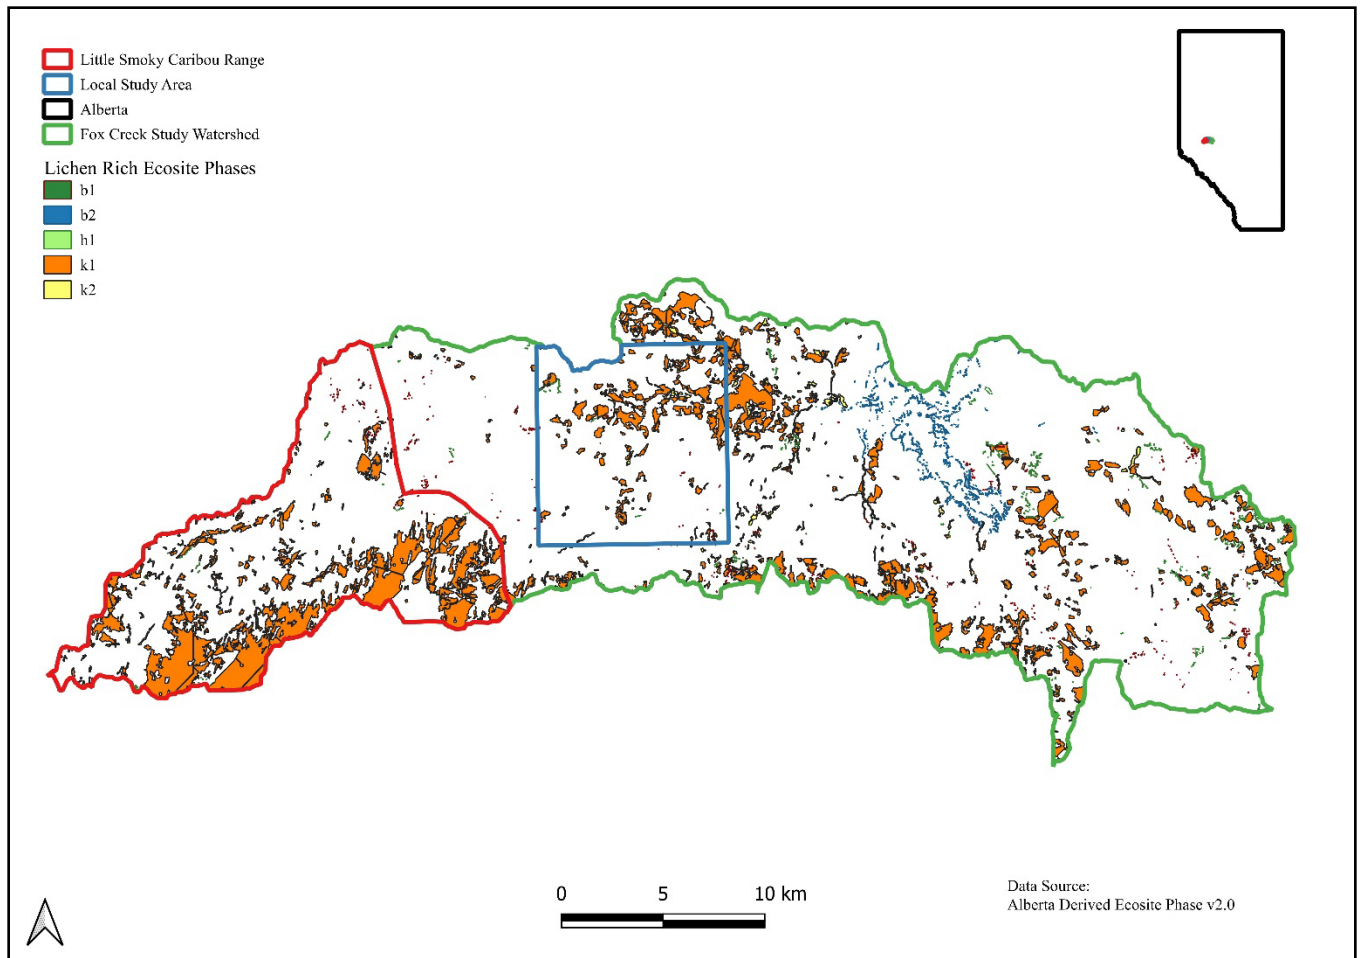 Little Smoky Caribou Range
Local Study Area
Alberta
Fox Creek Study Watershed
Lichen Rich Ecosite Phases
b1
b2
h1
k1
k2
0 5 10 km
Data Source:
Alberta Derived Ecosite Phase v2.0